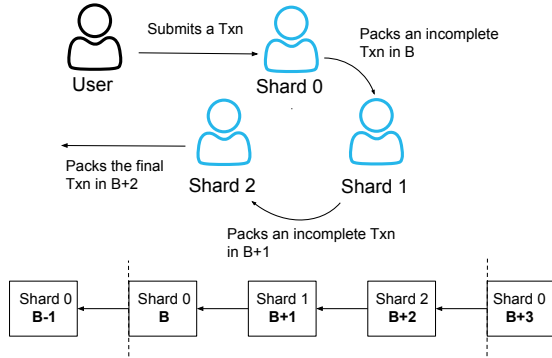 Submits a Txn
Packs an incomplete
Txn in B
User
Shard 0
Packs the final
Txn in B+2
Shard 2
Shard 1
Packs an incomplete Txn
in B+1
Shard 0
B-1
Shard 0
B
Shard 1
B+1
Shard 2
B+2
Shard 0
B+3